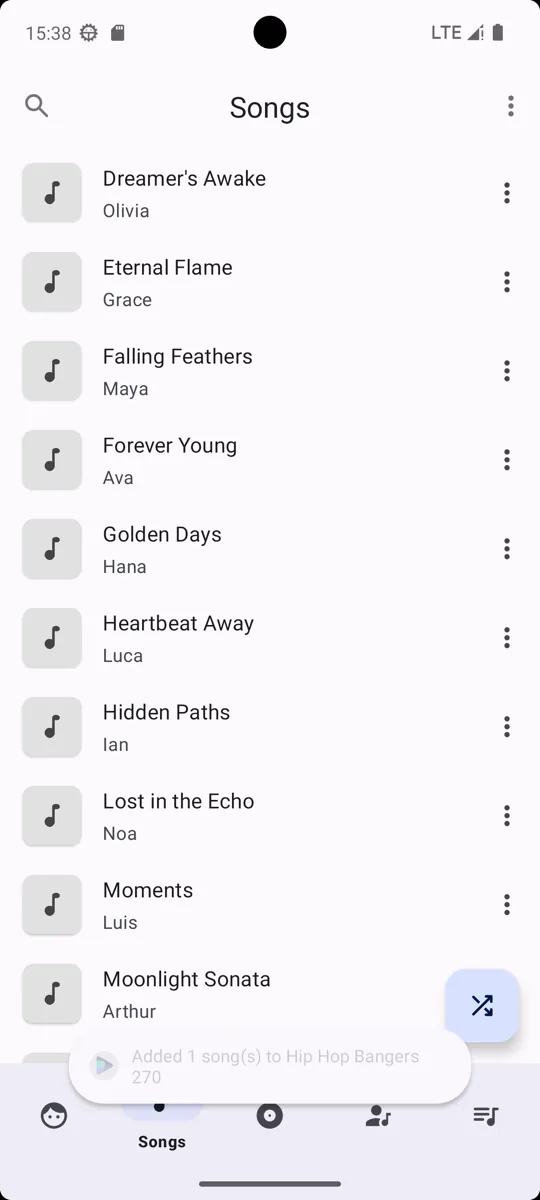 15:38
LTE
Songs
Dreamer's Awake
Olivia
Eternal Flame
Grace
Falling Feathers
Maya
Forever Young
Ava
Golden Days
Hana
Heartbeat Away
Luca
Hidden Paths
Ian
Lost in the Echo
Noa
Moments
Luis
Moonlight Sonata
Arthur
Added 1 song(s) to Hip Hop Bangers
270
Songs